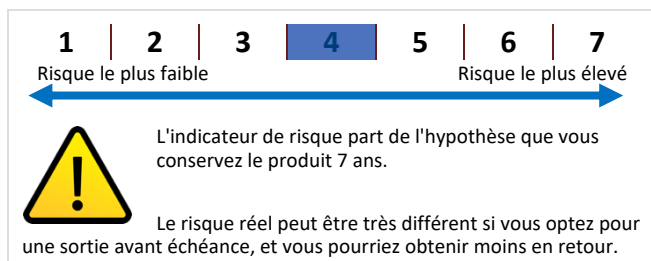 1 2 3 4 5 6 7
Risque le plus faible Risque le plus élevé
L'indicateur de risque part de l'hypothèse que vous
conservez le produit 7 ans.
Le risque réel peut être très différent si vous optez pour
une sortie avant échéance, et vous pourriez obtenir moins en retour.